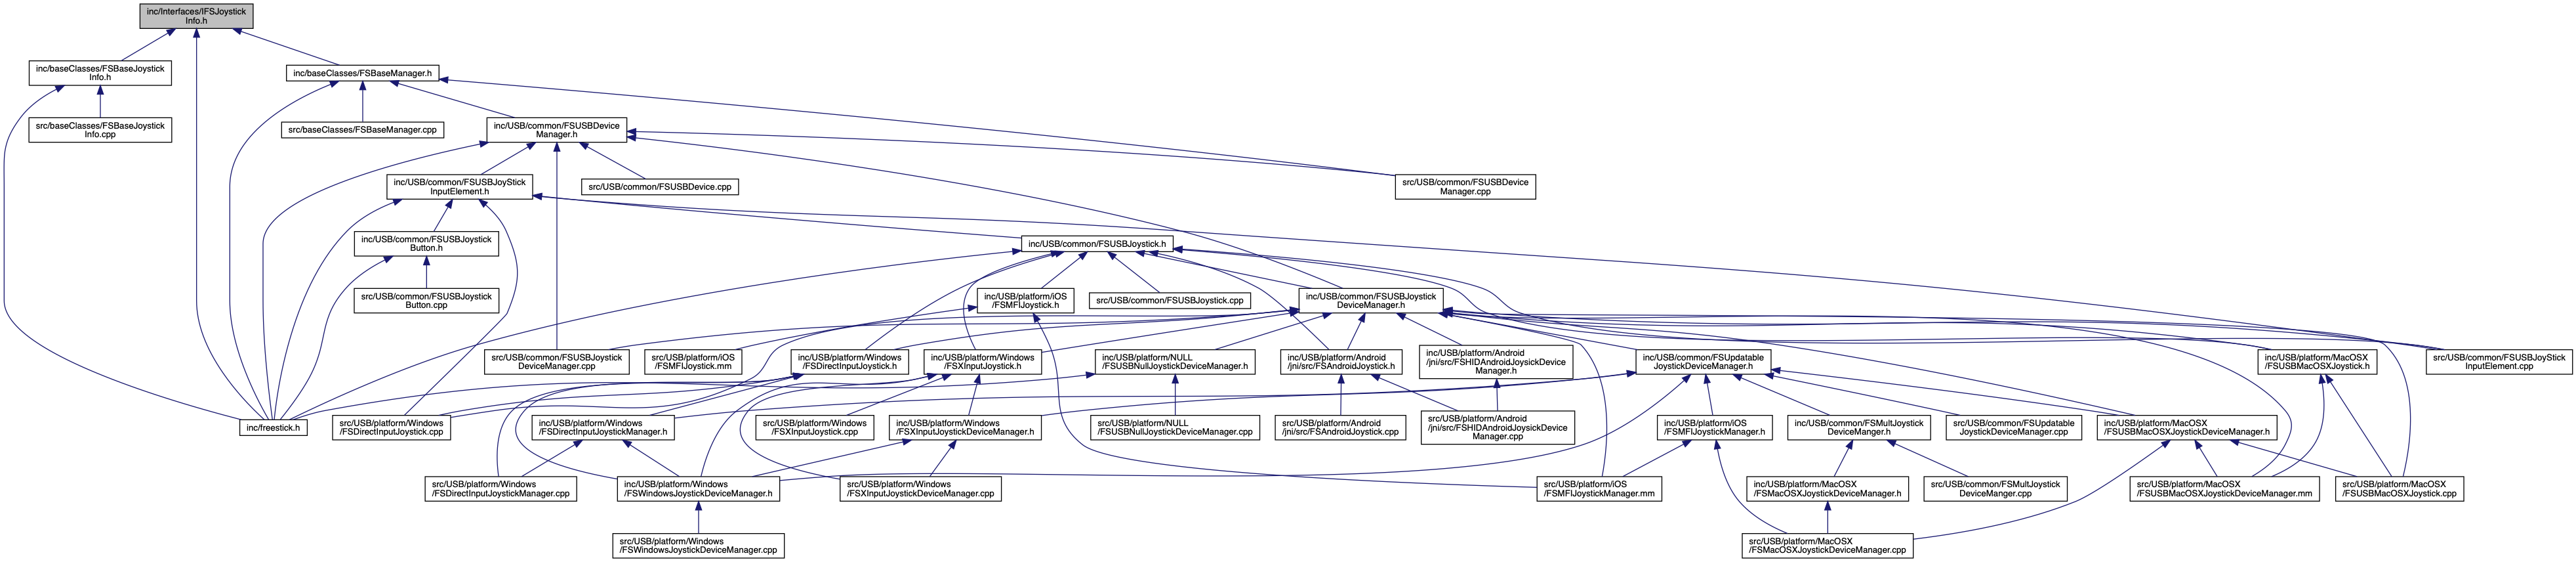 inc/Interfaces/IFSJoystick
Info.h
inc/baseClasses/FSBaseJoystick
Info.h
inc/baseClasses/FSBaseManager.h
src/baseClasses/FSBaseJoystick
Info.cpp
src/baseClasses/FSBaseManager.cpp
inc/USB/common/FSUSBDevice
Manager.h
inc/USB/common/FSUSBJoyStick
InputElement.h
src/USB/common/FSUSBDevice.cpp
src/USB/common/FSUSBDevice
Manager.cpp
inc/USB/common/FSUSBJoystick
Button.h
inc/USB/common/FSUSBJoystick.h
src/USB/common/FSUSBJoystick
Button.cpp
inc/USB/platform/iOS
/FSMFIJoystick.h
src/USB/common/FSUSBJoystick.cpp
inc/USB/common/FSUSBJoystick
DeviceManager.h
src/USB/common/FSUSBJoystick
DeviceManager.cpp
src/USB/platform/iOS
/FSMFIJoystick.mm
inc/USB/platform/Windows
/FSDirectInputJoystick.h
inc/USB/platform/Windows
/FSXInputJoystick.h
inc/USB/platform/NULL
/FSUSBNullJoystickDeviceManager.h
inc/USB/platform/Android
/jni/src/FSAndroidJoystick.h
inc/USB/platform/Android
/jni/src/FSHIDAndroidJoysickDevice
Manager.h
inc/USB/common/FSUpdatable
JoystickDeviceManager.h
inc/USB/platform/MacOSX
/FSUSBMacOSXJoystick.h
src/USB/common/FSUSBJoyStick
InputElement.cpp
inc/freestick.h
src/USB/platform/Windows
/FSDirectInputJoystick.cpp
inc/USB/platform/Windows
/FSDirectInputJoystickManager.h
src/USB/platform/Windows
/FSXInputJoystick.cpp
inc/USB/platform/Windows
/FSXInputJoystickDeviceManager.h
src/USB/platform/NULL
/FSUSBNullJoystickDeviceManager.cpp
src/USB/platform/Android
/jni/src/FSAndroidJoystick.cpp
src/USB/platform/Android
/jni/src/FSHIDAndroidJoysickDevice
Manager.cpp
inc/USB/platform/iOS
/FSMFIJoystickManager.h
inc/USB/common/FSMultJoystick
DeviceManger.h
src/USB/common/FSUpdatable
JoystickDeviceManager.cpp
inc/USB/platform/MacOSX
/FSUSBMacOSXJoystickDeviceManager.h
src/USB/platform/Windows
/FSDirectInputJoystickManager.cpp
inc/USB/platform/Windows
/FSWindowsJoystickDeviceManager.h
src/USB/platform/Windows
/FSXInputJoystickDeviceManager.cpp
src/USB/platform/iOS
/FSMFIJoystickManager.mm
inc/USB/platform/MacOSX
/FSMacOSXJoystickDeviceManager.h
src/USB/common/FSMultJoystick
DeviceManger.cpp
src/USB/platform/MacOSX
/FSUSBMacOSXJoystickDeviceManager.mm
src/USB/platform/MacOSX
/FSUSBMacOSXJoystick.cpp
src/USB/platform/Windows
/FSWindowsJoystickDeviceManager.cpp
src/USB/platform/MacOSX
/FSMacOSXJoystickDeviceManager.cpp